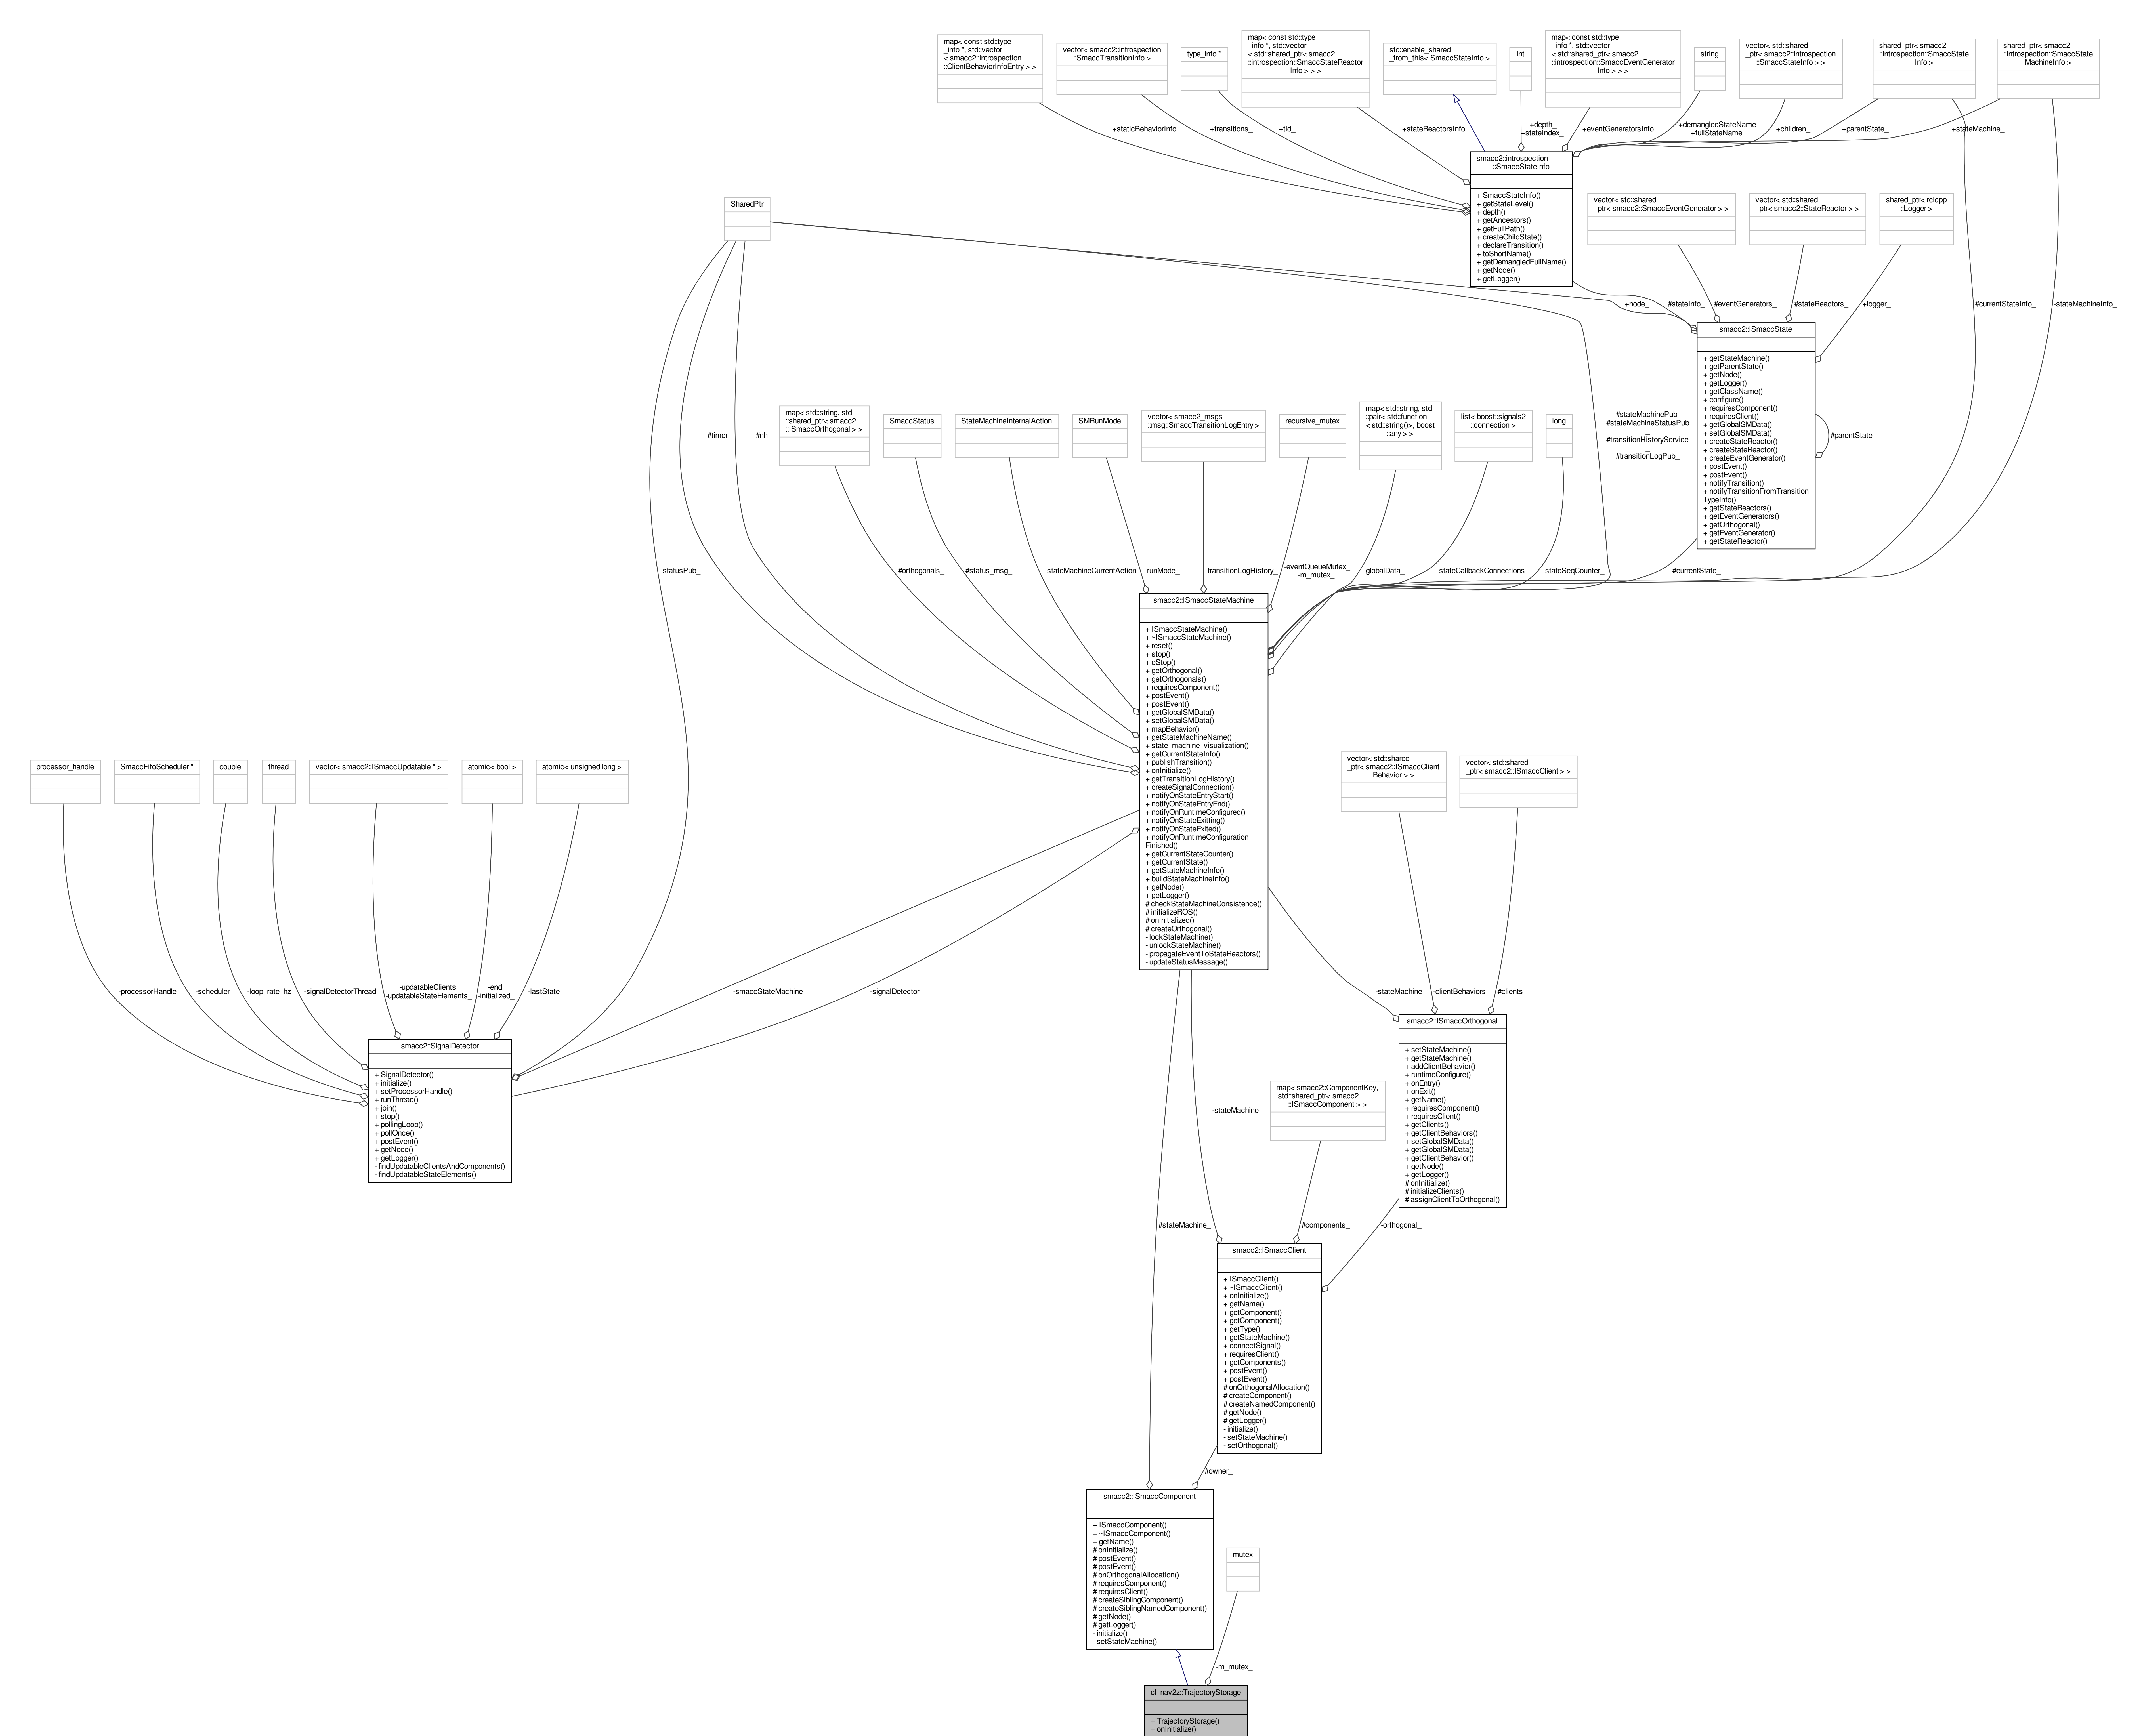 map< const std::type
_info *, std::vector
< smacc2::introspection
::ClientBehaviorInfoEntry > >
vector< smacc2::introspection
::SmaccTransitionInfo >
type_info *
map< const std::type
_info *, std::vector
< std::shared_ptr< smacc2
::introspection::SmaccStateReactor
Info > > >
std::enable_shared
_from_this< SmaccStateInfo >
int
map< const std::type
_info *, std::vector
< std::shared_ptr< smacc2
::introspection::SmaccEventGenerator
Info > > >
string
vector< std::shared
_ptr< smacc2::introspection
::SmaccStateInfo > >
shared_ptr< smacc2
::introspection::SmaccState
Info >
shared_ptr< smacc2
::introspection::SmaccState
MachineInfo >
+staticBehaviorInfo
+transitions_
+tid_
+stateReactorsInfo
+depth_
+stateIndex_
+eventGeneratorsInfo
+demangledStateName
+fullStateName
+children_
+parentState_
+stateMachine_
smacc2::introspection
::SmaccStateInfo
+ SmaccStateInfo()
+ getStateLevel()
+ depth()
+ getAncestors()
+ getFullPath()
+ createChildState()
+ declareTransition()
+ toShortName()
+ getDemangledFullName()
+ getNode()
+ getLogger()
SharedPtr
vector< std::shared
_ptr< smacc2::SmaccEventGenerator > >
vector< std::shared
_ptr< smacc2::StateReactor > >
shared_ptr< rclcpp
::Logger >
+node_
#stateInfo_
#eventGenerators_
#stateReactors_
+logger_
#currentStateInfo_
-stateMachineInfo_
smacc2::ISmaccState
+ getStateMachine()
+ getParentState()
+ getNode()
+ getLogger()
+ getClassName()
+ configure()
+ requiresComponent()
+ requiresClient()
+ getGlobalSMData()
+ setGlobalSMData()
+ createStateReactor()
+ createStateReactor()
+ createEventGenerator()
+ postEvent()
+ postEvent()
+ notifyTransition()
+ notifyTransitionFromTransition
TypeInfo()
+ getStateReactors()
+ getEventGenerators()
+ getOrthogonal()
+ getEventGenerator()
+ getStateReactor()
#parentState_
#timer_
#nh_
map< std::string, std
::shared_ptr< smacc2
::ISmaccOrthogonal > >
SmaccStatus
StateMachineInternalAction
SMRunMode
vector< smacc2_msgs
::msg::SmaccTransitionLogEntry >
recursive_mutex
map< std::string, std
::pair< std::function
< std::string()>, boost
::any > >
list< boost::signals2
::connection >
long
#stateMachinePub_
#stateMachineStatusPub
_
#transitionHistoryService
_
#transitionLogPub_
-statusPub_
#orthogonals_
#status_msg_
-stateMachineCurrentAction
-runMode_
-transitionLogHistory_
-eventQueueMutex_
-m_mutex_
-globalData_
-stateCallbackConnections
-stateSeqCounter_
#currentState_
smacc2::ISmaccStateMachine
+ ISmaccStateMachine()
+ ~ISmaccStateMachine()
+ reset()
+ stop()
+ eStop()
+ getOrthogonal()
+ getOrthogonals()
+ requiresComponent()
+ postEvent()
+ postEvent()
+ getGlobalSMData()
+ setGlobalSMData()
+ mapBehavior()
+ getStateMachineName()
+ state_machine_visualization()
+ getCurrentStateInfo()
+ publishTransition()
+ onInitialize()
+ getTransitionLogHistory()
+ createSignalConnection()
+ notifyOnStateEntryStart()
+ notifyOnStateEntryEnd()
+ notifyOnRuntimeConfigured()
+ notifyOnStateExitting()
+ notifyOnStateExited()
+ notifyOnRuntimeConfiguration
Finished()
+ getCurrentStateCounter()
+ getCurrentState()
+ getStateMachineInfo()
+ buildStateMachineInfo()
+ getNode()
+ getLogger()
# checkStateMachineConsistence()
# initializeROS()
# onInitialized()
# createOrthogonal()
- lockStateMachine()
- unlockStateMachine()
- propagateEventToStateReactors()
- updateStatusMessage()
processor_handle
SmaccFifoScheduler *
double
thread
vector< smacc2::ISmaccUpdatable * >
atomic< bool >
atomic< unsigned long >
vector< std::shared
_ptr< smacc2::ISmaccClient
Behavior > >
vector< std::shared
_ptr< smacc2::ISmaccClient > >
-processorHandle_
-scheduler_
-loop_rate_hz
-signalDetectorThread_
-updatableClients_
-updatableStateElements_
-end_
-initialized_
-lastState_
-smaccStateMachine_
-signalDetector_
-stateMachine_
-clientBehaviors_
#clients_
smacc2::SignalDetector
+ SignalDetector()
+ initialize()
+ setProcessorHandle()
+ runThread()
+ join()
+ stop()
+ pollingLoop()
+ pollOnce()
+ postEvent()
+ getNode()
+ getLogger()
- findUpdatableClientsAndComponents()
- findUpdatableStateElements()
smacc2::ISmaccOrthogonal
+ setStateMachine()
+ getStateMachine()
+ addClientBehavior()
+ runtimeConfigure()
+ onEntry()
+ onExit()
+ getName()
+ requiresComponent()
+ requiresClient()
+ getClients()
+ getClientBehaviors()
+ setGlobalSMData()
+ getGlobalSMData()
+ getClientBehavior()
+ getNode()
+ getLogger()
# onInitialize()
# initializeClients()
# assignClientToOrthogonal()
-stateMachine_
map< smacc2::ComponentKey,
std::shared_ptr< smacc2
::ISmaccComponent > >
#stateMachine_
#components_
-orthogonal_
smacc2::ISmaccClient
+ ISmaccClient()
+ ~ISmaccClient()
+ onInitialize()
+ getName()
+ getComponent()
+ getComponent()
+ getType()
+ getStateMachine()
+ connectSignal()
+ requiresClient()
+ getComponents()
+ postEvent()
+ postEvent()
# onOrthogonalAllocation()
# createComponent()
# createNamedComponent()
# getNode()
# getLogger()
- initialize()
- setStateMachine()
- setOrthogonal()
#owner_
smacc2::ISmaccComponent
+ ISmaccComponent()
+ ~ISmaccComponent()
+ getName()
# onInitialize()
# postEvent()
# postEvent()
# onOrthogonalAllocation()
# requiresComponent()
# requiresClient()
# createSiblingComponent()
# createSiblingNamedComponent()
# getNode()
# getLogger()
- initialize()
- setStateMachine()
mutex
-m_mutex_
cl_nav2z::TrajectoryStorage
+ TrajectoryStorage()
+ onInitialize()